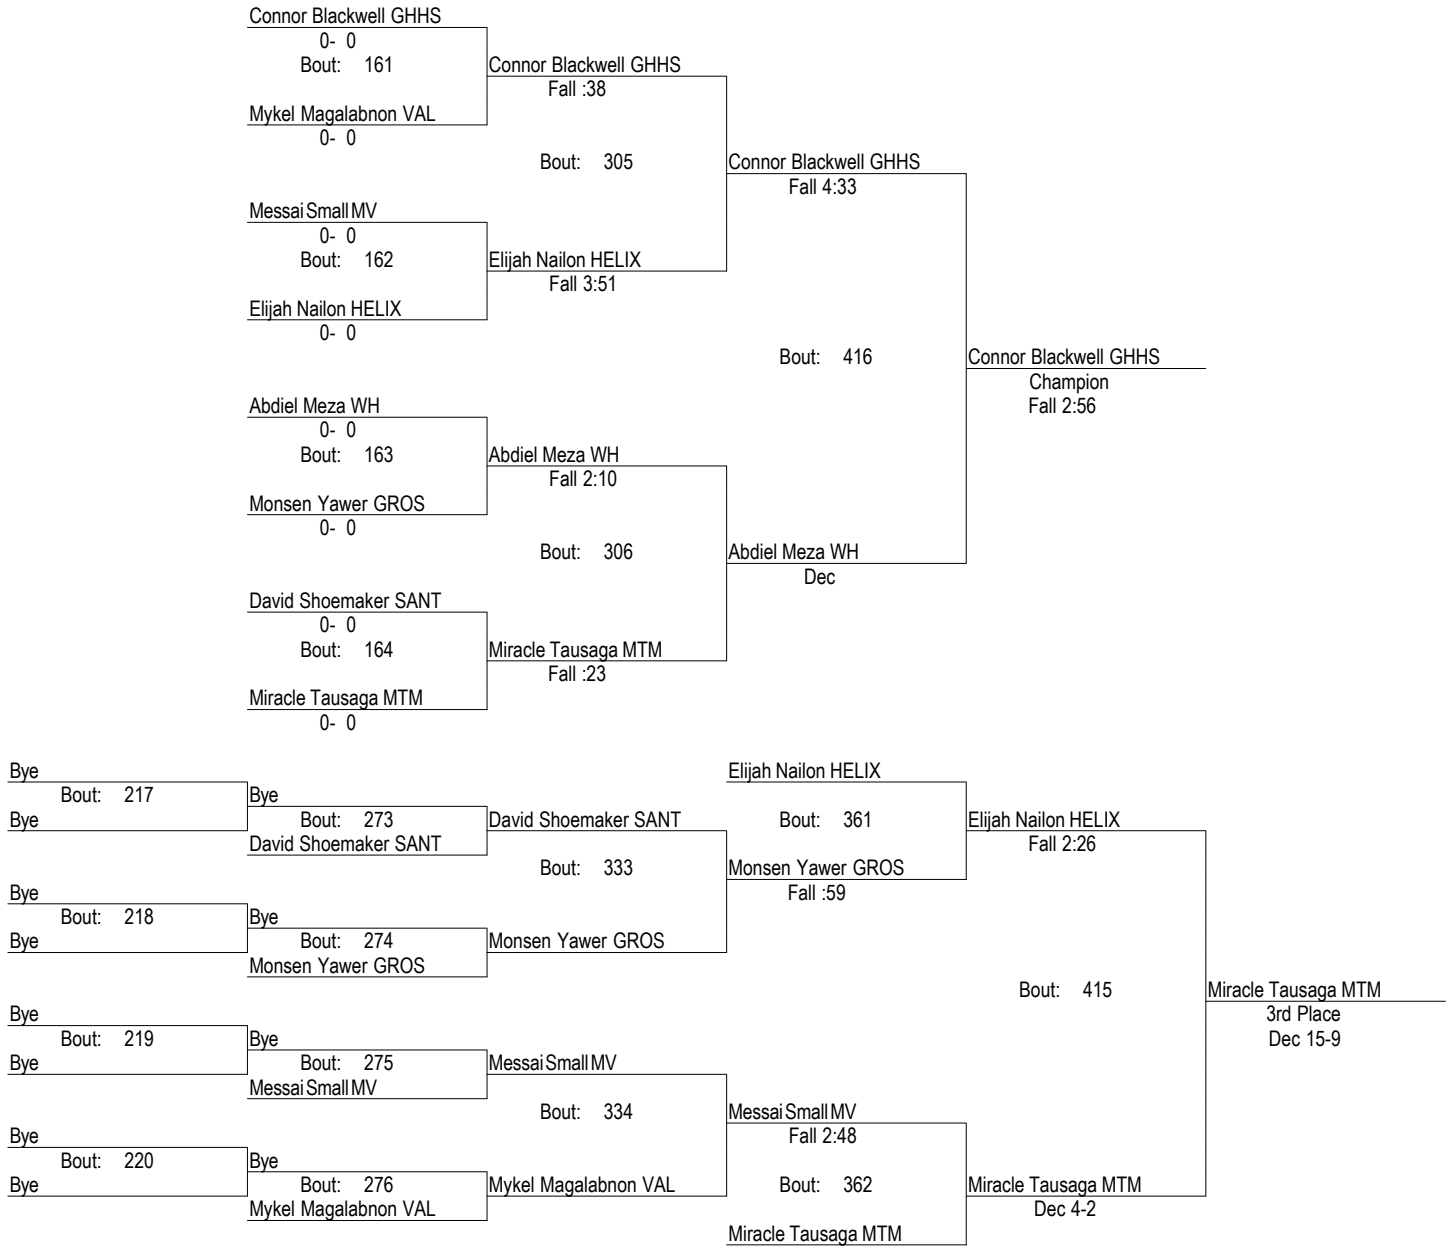 Connor Blackwell GHHS
0- 0
Bout: 161
Connor Blackwell GHHS
Fall :38
Mykel Magalabnon VAL
0- 0
Bout: 305
Connor Blackwell GHHS
Fall 4:33
Messai Small MV
0- 0
Bout: 162
Elijah Nailon HELIX
Fall 3:51
Elijah Nailon HELIX
0- 0
Bout: 416
Connor Blackwell GHHS
Champion
Fall 2:56
Abdiel Meza WH
0- 0
Bout: 163
Abdiel Meza WH
Fall 2:10
Monsen Yawer GROS
0- 0
Bout: 306
Abdiel Meza WH
Dec
David Shoemaker SANT
0- 0
Bout: 164
Miracle Tausaga MTM
Fall :23
Miracle Tausaga MTM
0- 0
Bye
Elijah Nailon HELIX
Bout: 217
Bye
Bye
Bout: 273
David Shoemaker SANT
Bout: 361
Elijah Nailon HELIX
David Shoemaker SANT
Fall 2:26
Bout: 333
Monsen Yawer GROS
Fall :59
Bye
Bout: 218
Bye
Bye
Bout: 274
Monsen Yawer GROS
Monsen Yawer GROS
Bout: 415
Miracle Tausaga MTM
3rd Place
Dec 15-9
Bye
Bout: 219
Bye
Bye
Bout: 275
Messai Small MV
Messai Small MV
Bout: 334
Messai Small MV
Fall 2:48
Bye
Bout: 220
Bye
Bye
Bout: 276
Mykel Magalabnon VAL
Bout: 362
Miracle Tausaga MTM
Mykel Magalabnon VAL
Dec 4-2
Miracle Tausaga MTM